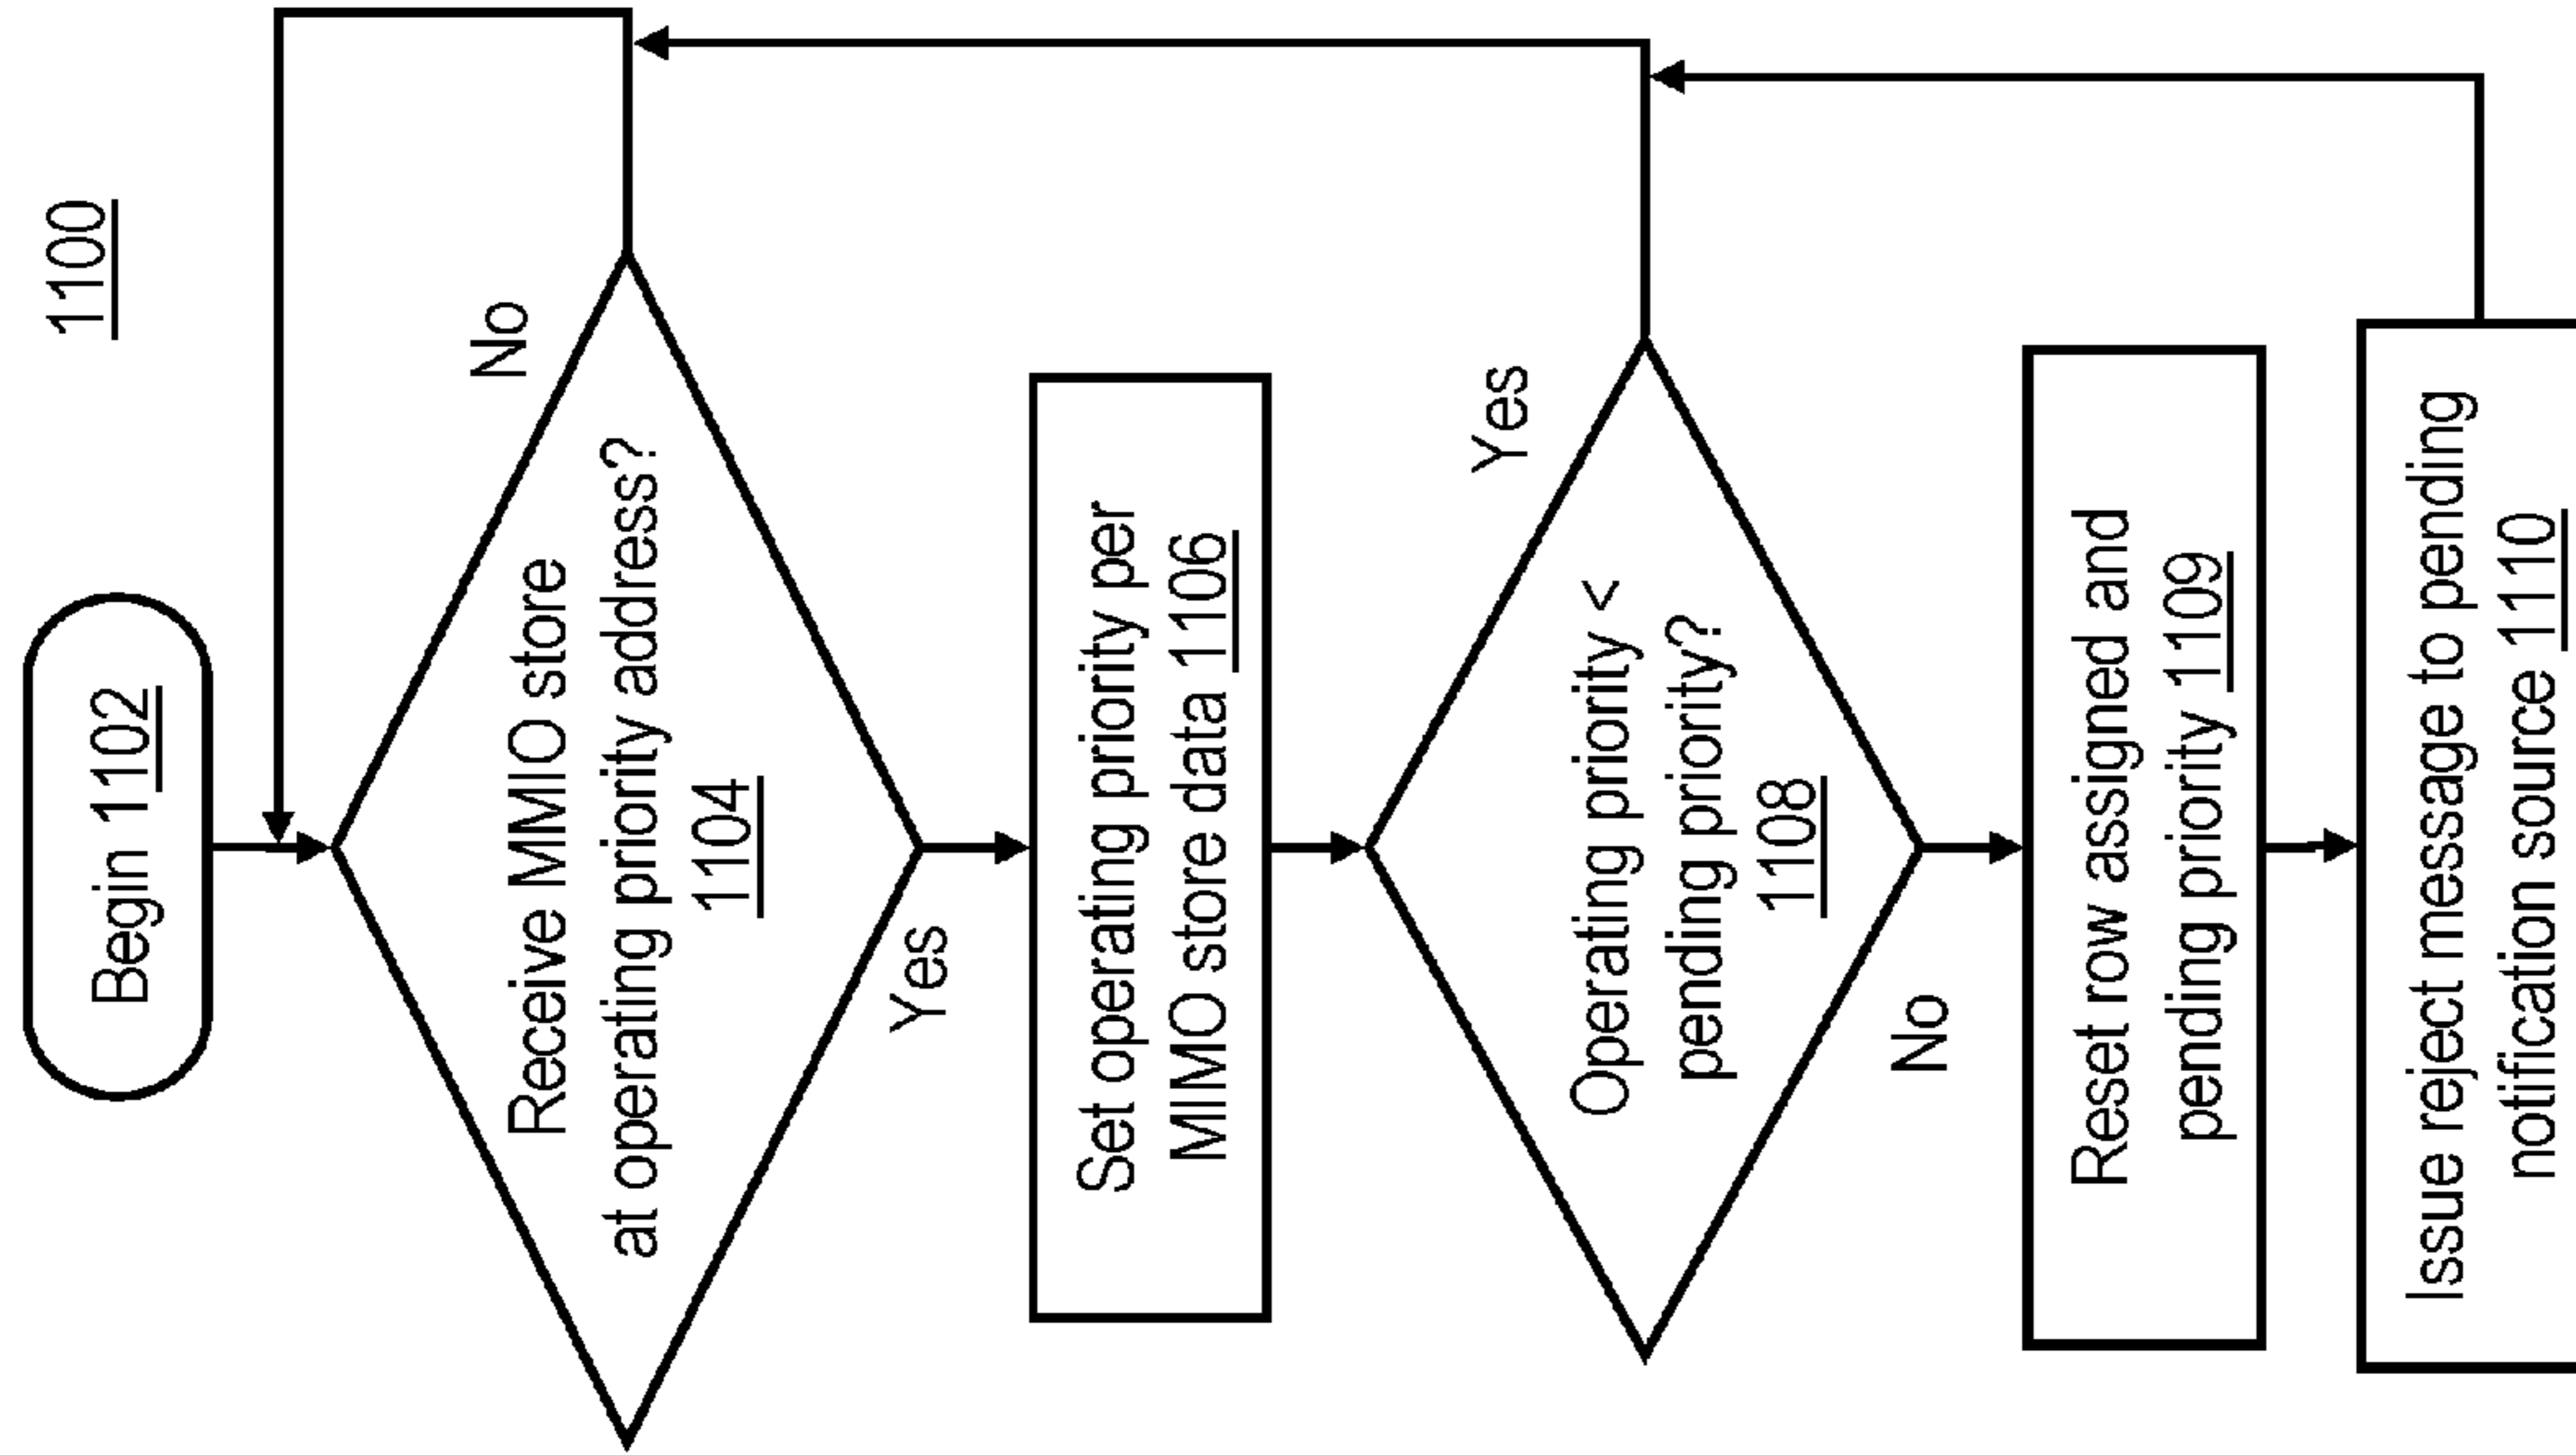 1100
Begin 1102
Receive MMIO store
at operating priority address?
1104
No
Yes
Set operating priority per
MIMO store data 1106
Operating priority <
pending priority?
1108
Yes
No
Reset row assigned and
pending priority 1109
Issue reject message to pending
notification source 1110